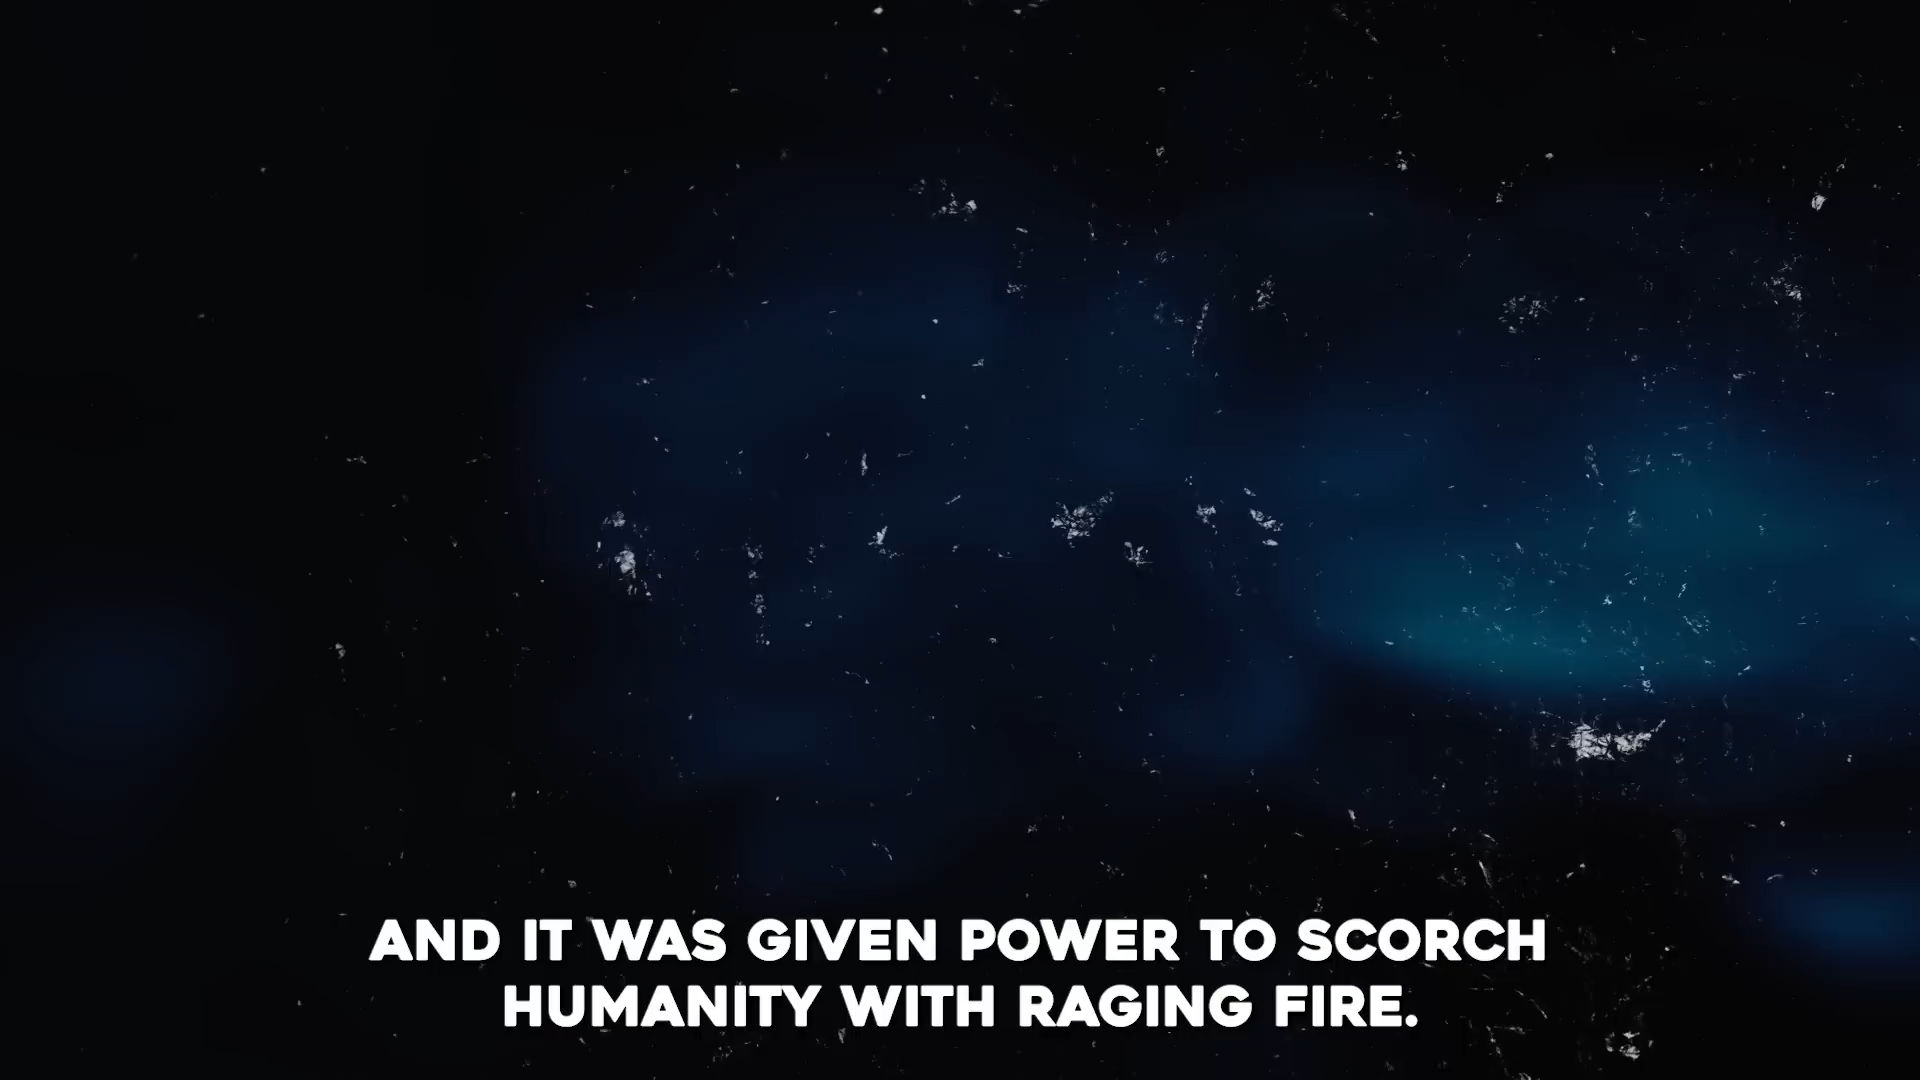 AND IT WAS GIVEN POWER TO SCORCH
HUMANITY WITH RAGING FIRE.